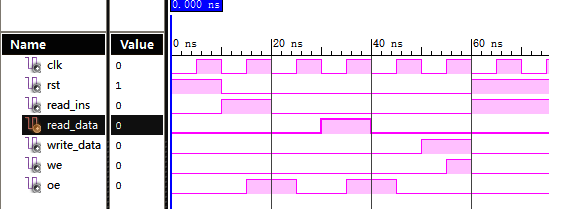 0.000 ns
Name Value 0 ns 20 ns 40 ns 60 ns
clk 0
rst 1
read_ins 0
read_data 0
write_data 0
we 0
oe 0